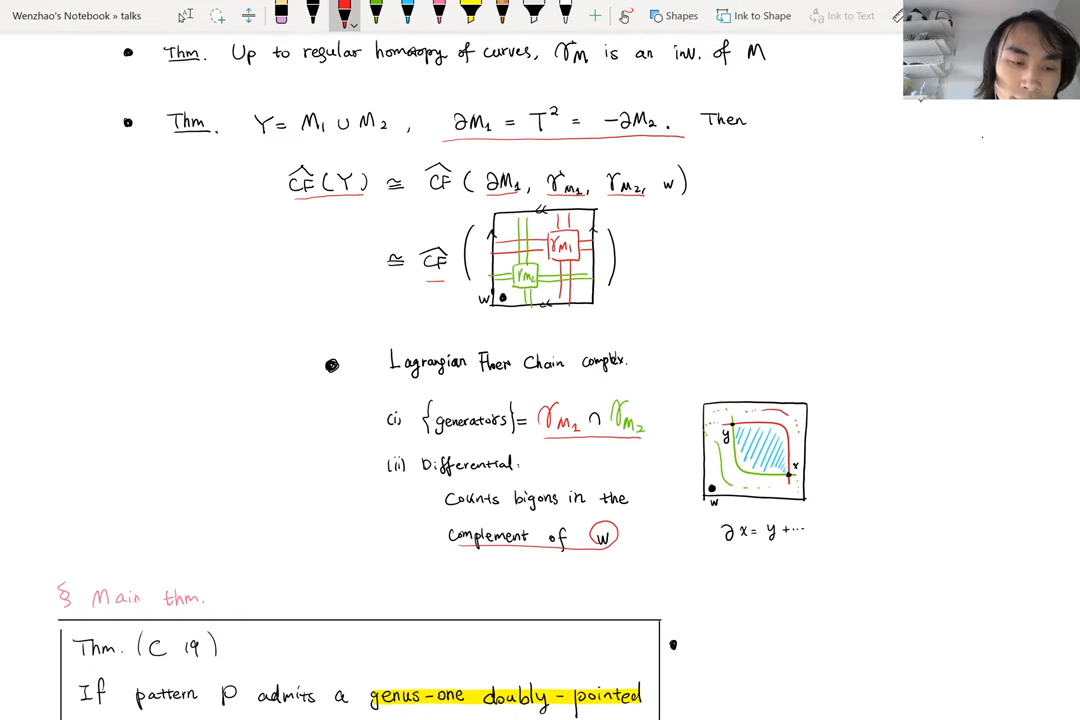 Wenzhao's Notebook » talks
Shapes
Ink to Shape
Ink to Text
• Thm. Up to regular homotopy of curves, γM is an inv. of M
• Thm. Y = M1 ∪ M2 , ∂M1 = T² = -∂M2 . Then
ĈF(Y) ≅ ĈF(∂M1, γM1, γM2, w)
≅ ĈF (
γM1
γM2
w
)
• Lagrangian Floer Chain complex.
(i) {generators} = γM1 ∩ γM2
(ii) Differential:
Counts bigons in the
complement of w
y
x
w
∂x = y + ...
§ Main thm.
Thm. (C 19)
If pattern P admits a genus-one doubly-pointed